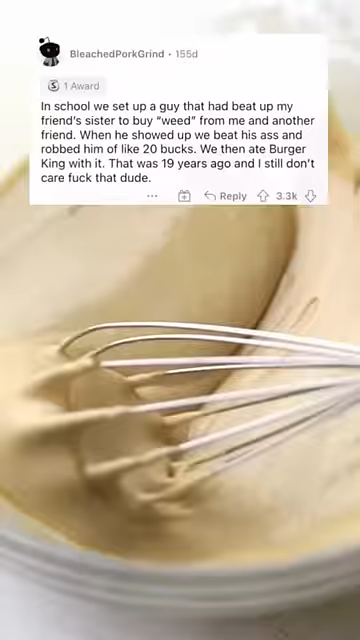 BleachedPorkGrind • 155d
S 1 Award
In school we set up a guy that had beat up my
friend's sister to buy “weed” from me and another
friend. When he showed up we beat his ass and
robbed him of like 20 bucks. We then ate Burger
King with it. That was 19 years ago and I still don't
care fuck that dude.
... Reply 3.3k